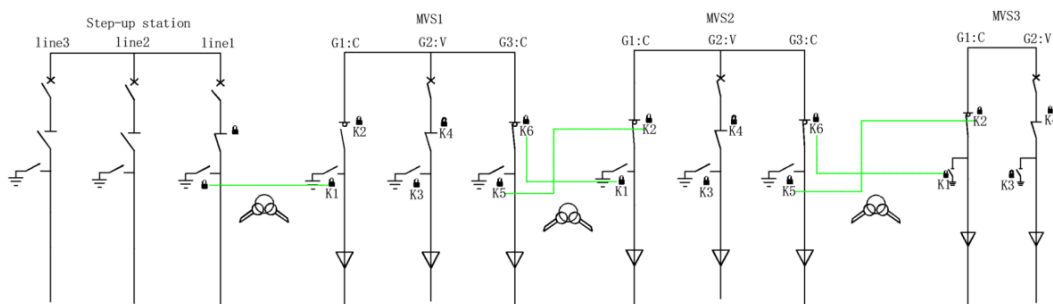 Step-up station
MVS1
MVS2
MVS3
line3
line2
line1
G1:C
G2:V
G3:C
G1:C
G2:V
G3:C
G1:C
G2:V
K2
K4
K6
K2
K4
K6
K2
K1
K3
K5
K1
K3
K5
K1
K3